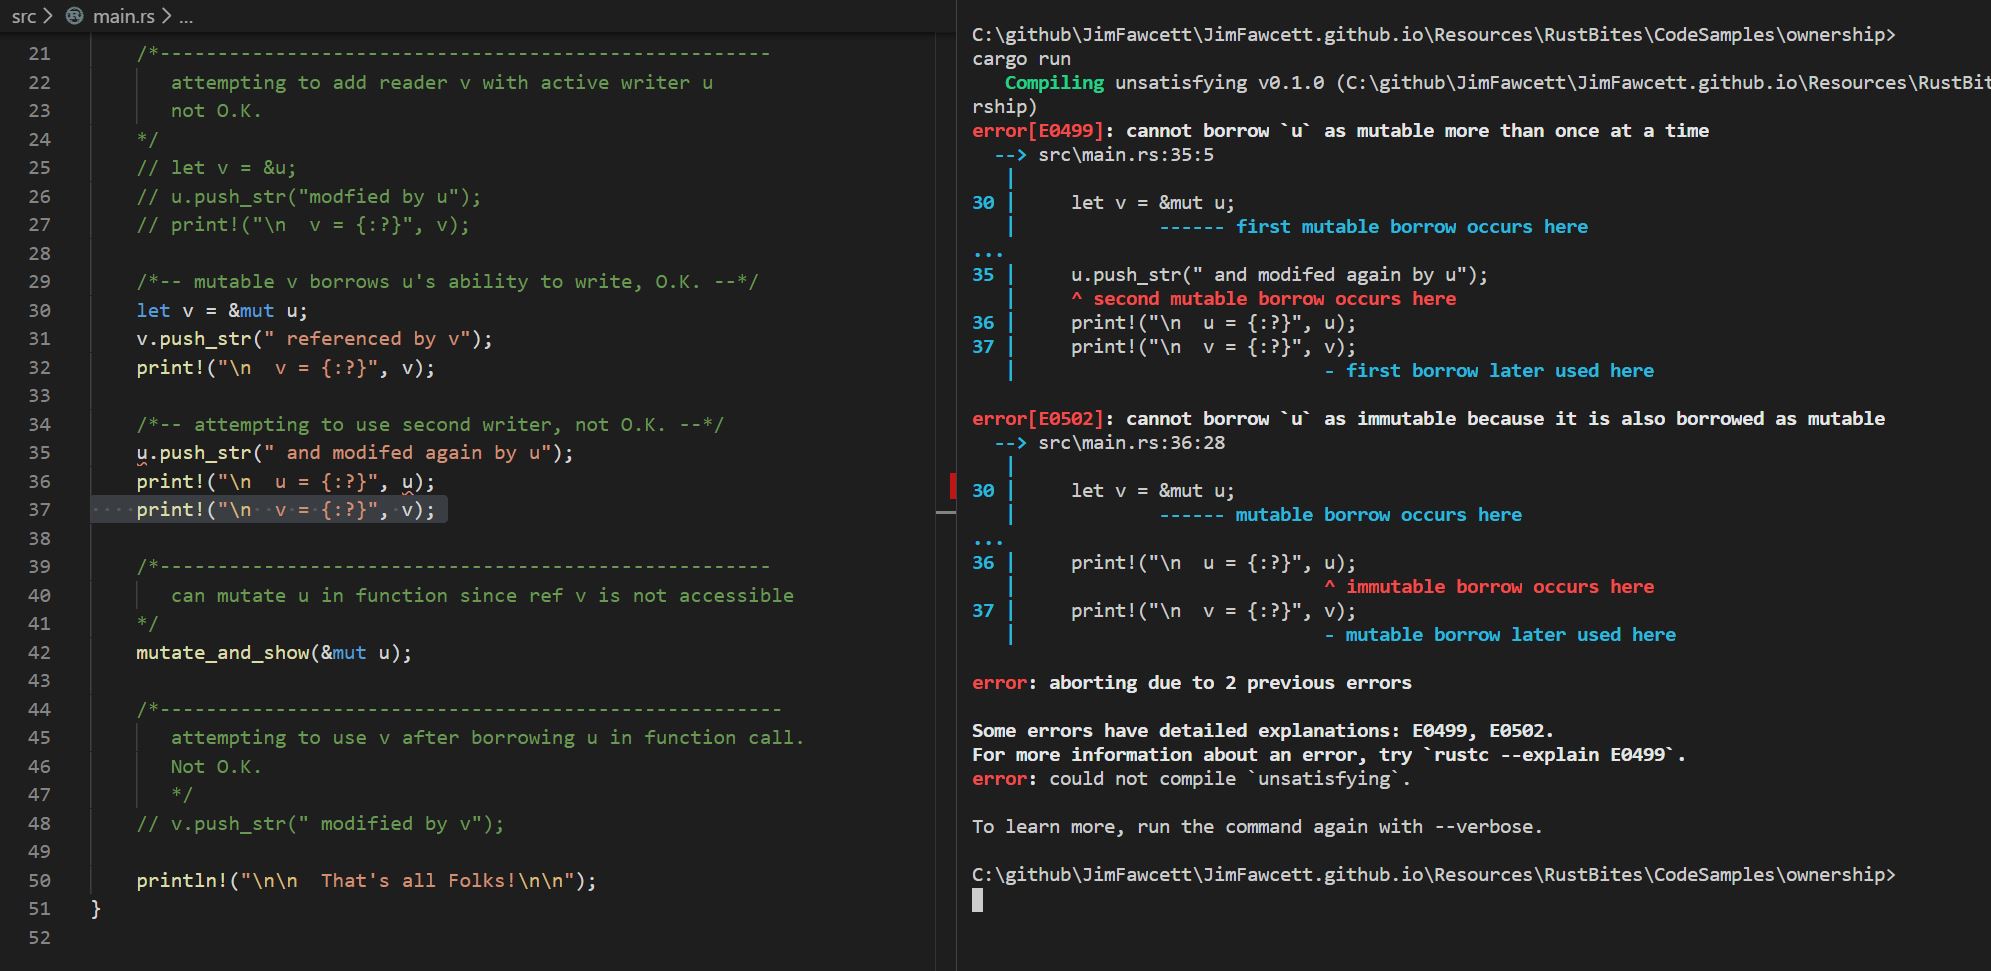 src > main.rs > ...
21 /*-----------------------------------------------------
22 attempting to add reader v with active writer u
23 not O.K.
24 */
25 // let v = &u;
26 // u.push_str("modfied by u");
27 // print!("\n  v = {:?}", v);
28
29 /*-- mutable v borrows u's ability to write, O.K. --*/
30 let v = &mut u;
31 v.push_str(" referenced by v");
32 print!("\n  v = {:?}", v);
33
34 /*-- attempting to use second writer, not O.K. --*/
35 u.push_str(" and modifed again by u");
36 print!("\n  u = {:?}", u);
37 print!("\n  v = {:?}", v);
38
39 /*-----------------------------------------------------
40 can mutate u in function since ref v is not accessible
41 */
42 mutate_and_show(&mut u);
43
44 /*------------------------------------------------------
45 attempting to use v after borrowing u in function call.
46 Not O.K.
47 */
48 // v.push_str(" modified by v");
49
50 println!("\n\n  That's all Folks!\n\n");
51 }
52
C:\github\JimFawcett\JimFawcett.github.io\Resources\RustBites\CodeSamples\ownership>
cargo run
Compiling unsatisfying v0.1.0 (C:\github\JimFawcett\JimFawcett.github.io\Resources\RustBit
rship)
error[E0499]: cannot borrow `u` as mutable more than once at a time
--> src\main.rs:35:5
|
30 | let v = &mut u;
| ------ first mutable borrow occurs here
...
35 | u.push_str(" and modifed again by u");
| ^ second mutable borrow occurs here
36 | print!("\n  u = {:?}", u);
37 | print!("\n  v = {:?}", v);
| - first borrow later used here
error[E0502]: cannot borrow `u` as immutable because it is also borrowed as mutable
--> src\main.rs:36:28
|
30 | let v = &mut u;
| ------ mutable borrow occurs here
...
36 | print!("\n  u = {:?}", u);
| ^ immutable borrow occurs here
37 | print!("\n  v = {:?}", v);
| - mutable borrow later used here
error: aborting due to 2 previous errors
Some errors have detailed explanations: E0499, E0502.
For more information about an error, try `rustc --explain E0499`.
error: could not compile `unsatisfying`.
To learn more, run the command again with --verbose.
C:\github\JimFawcett\JimFawcett.github.io\Resources\RustBites\CodeSamples\ownership>